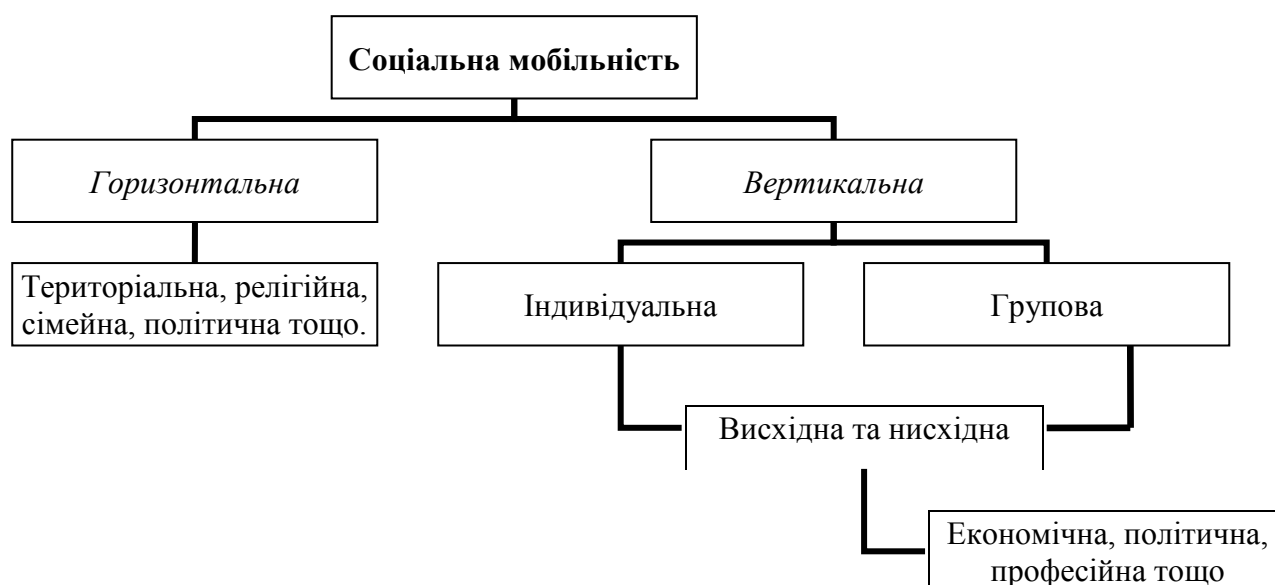 Соціальна мобільність
Горизонтальна
Вертикальна
Територіальна, релігійна,
сімейна, політична тощо.
Індивідуальна
Групова
Висхідна та нисхідна
Економічна, політична,
професійна тощо